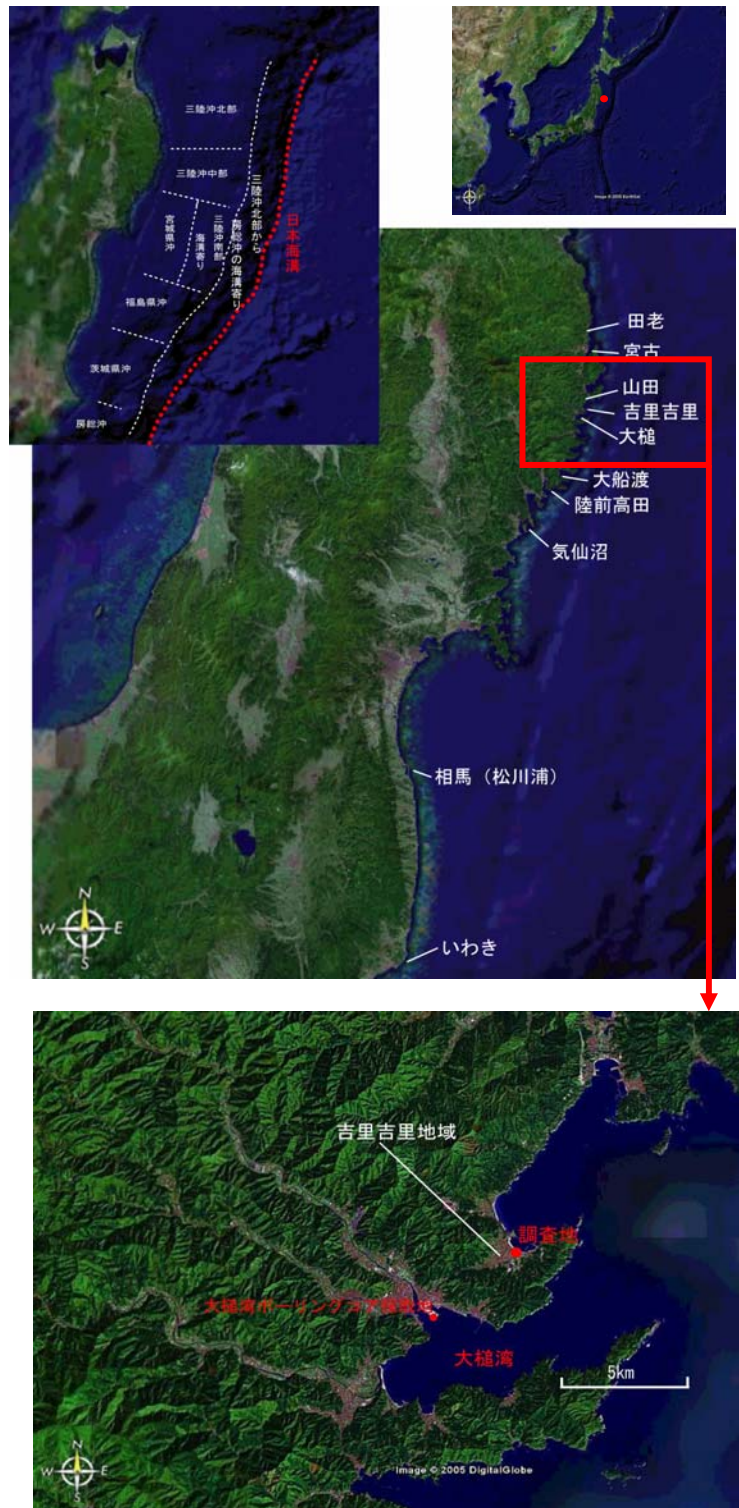 三陸沖北部
三陸沖中部
宮城県沖
三陸沖南部
海溝寄り
三陸沖北部から
房総沖の海溝寄り
日本海溝
福島県沖
茨城県沖
房総沖
Image © 2005 EarthSat
N
田老
宮古
山田
吉里吉里
大槌
大船渡
陸前高田
気仙沼
相馬（松川浦）
いわき
N
W E
S
吉里吉里地域
調査地
大槌湾ボーリングコア
大槌湾
5km
N
W E
S
Image © 2005 DigitalGlobe